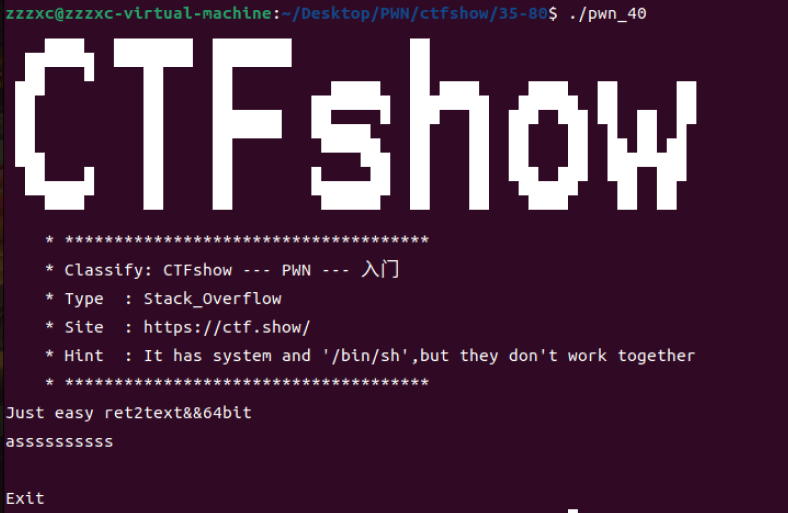 zzzxc@zzzxc-virtual-machine:~/Desktop/PWN/ctfshow/35-80$ ./pwn_40
CTFshow
* *************************************
* Classify: CTFshow --- PWN --- 入门
* Type  : Stack_Overflow
* Site  : https://ctf.show/
* Hint  : It has system and '/bin/sh',but they don't work together
* *************************************
Just easy ret2text&&64bit
asssssssssss
Exit